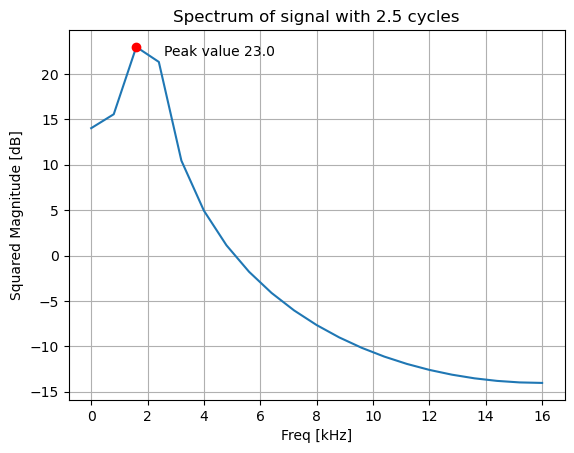 Spectrum of signal with 2.5 cycles
Peak value 23.0
Squared Magnitude [dB]
20
15
10
5
0
−5
−10
−15
0 2 4 6 8 10 12 14 16
Freq [kHz]